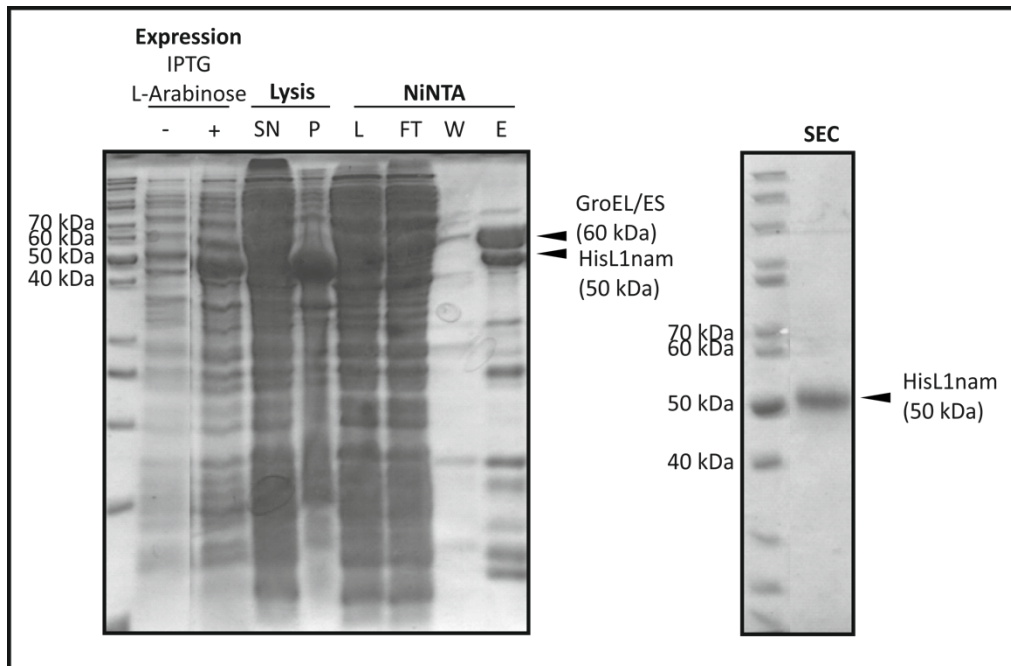 Expression
IPTG
L-Arabinose
Lysis
NiNTA
- + SN P L FT W E
70 kDa
60 kDa
50 kDa
40 kDa
GroEL/ES
(60 kDa)
HisL1nam
(50 kDa)
SEC
70 kDa
60 kDa
50 kDa
40 kDa
HisL1nam
(50 kDa)